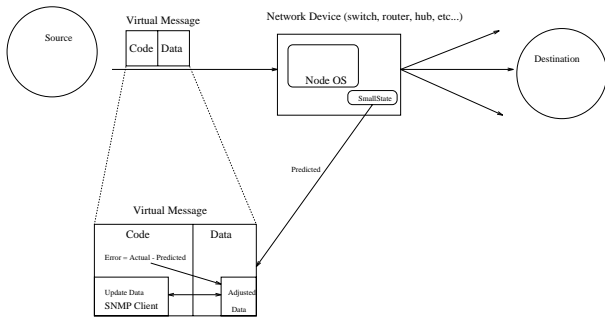 Source
Virtual Message
Code
Data
Network Device (switch, router, hub, etc...)
Node OS
SmallState
Destination
Predicted
Virtual Message
Code
Data
Error = Actual - Predicted
Update Data
SNMP Client
Adjusted
Data